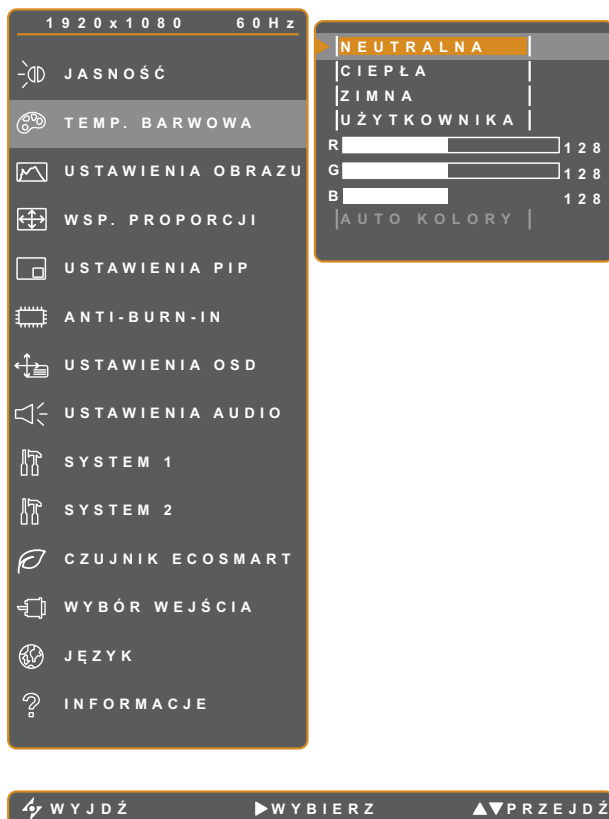 1920x1080 60Hz
JASNOŚĆ
TEMP. BARWOWA
USTAWIENIA OBRAZU
WSP. PROPORCJI
USTAWIENIA PIP
ANTI-BURN-IN
USTAWIENIA OSD
USTAWIENIA AUDIO
SYSTEM 1
SYSTEM 2
CZUJNIK ECOSMART
WYBÓR WEJŚCIA
JĘZYK
INFORMACJE
NEUTRALNA
CIEPŁA
ZIMNA
UŻYTKOWNIKA
R 128
G 128
B 128
AUTO KOLORY
WYJDŹ ▶WYBIERZ ▲▼PRZEJDŹ